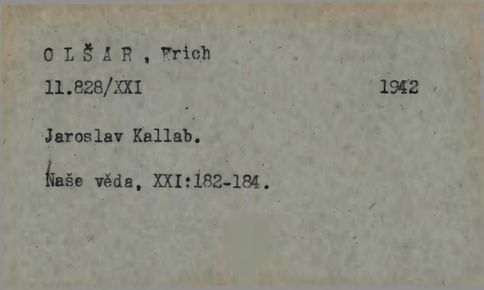 O L Š A R , Erich
11.828/XXI 1942
Jaroslav Kallab.
Naše věda, XXI:182-184.